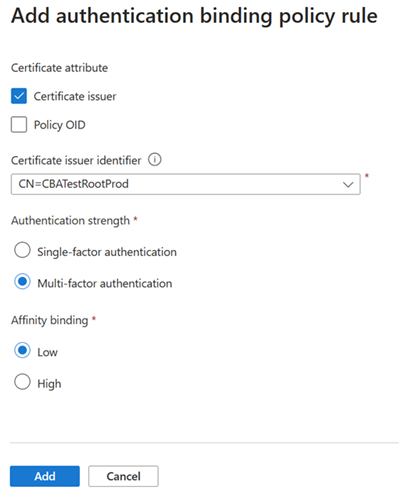 Add authentication binding policy rule
Certificate attribute
Certificate issuer
Policy OID
Certificate issuer identifier
CN=CBATestRootProd
*
Authentication strength *
Single-factor authentication
Multi-factor authentication
Affinity binding *
Low
High
Add Cancel